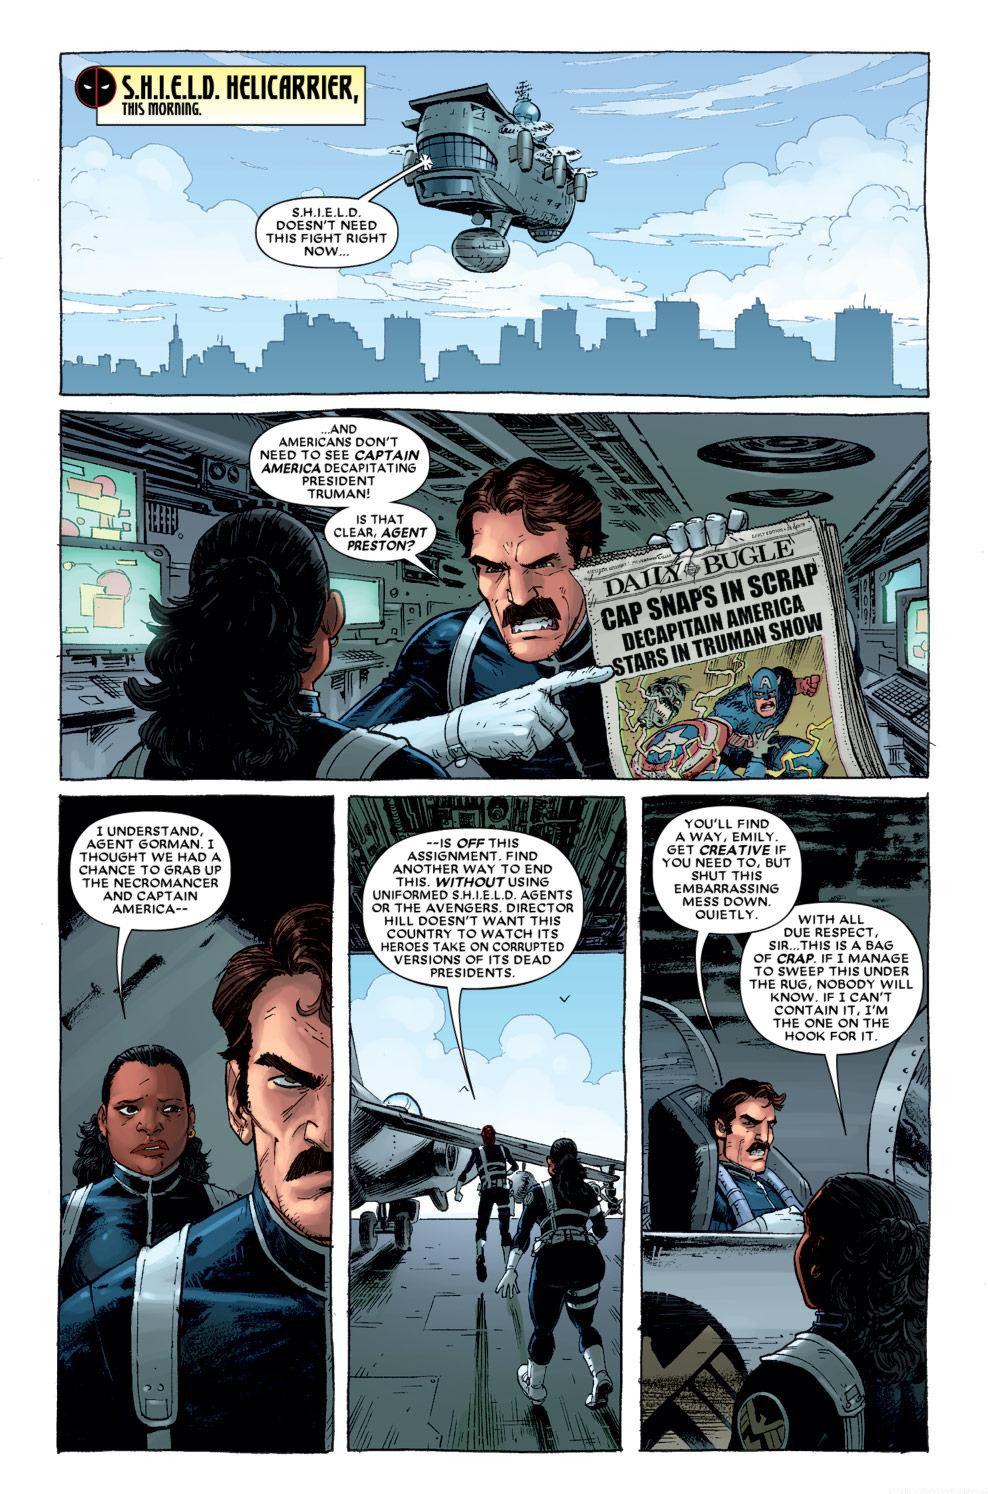 S.H.I.E.L.D. HELICARRIER,
THIS MORNING.
S.H.I.E.L.D.
DOESN'T NEED
THIS FIGHT RIGHT
NOW...
...AND
AMERICANS DON'T
NEED TO SEE CAPTAIN
AMERICA DECAPITATING
PRESIDENT
TRUMAN!
IS THAT
CLEAR, AGENT
PRESTON?
DAILY BUGLE
CAP SNAPS IN SCRAP
DECAPITAIN AMERICA
STARS IN TRUMAN SHOW
I UNDERSTAND,
AGENT GORMAN. I
THOUGHT WE HAD A
CHANCE TO GRAB UP
THE NECROMANCER
AND CAPTAIN
AMERICA--
--IS OFF THIS
ASSIGNMENT. FIND
ANOTHER WAY TO END
THIS. WITHOUT USING
UNIFORMED S.H.I.E.L.D. AGENTS
OR THE AVENGERS. DIRECTOR
HILL DOESN'T WANT THIS
COUNTRY TO WATCH ITS
HEROES TAKE ON CORRUPTED
VERSIONS OF ITS DEAD
PRESIDENTS.
YOU'LL FIND
A WAY, EMILY.
GET CREATIVE IF
YOU NEED TO, BUT
SHUT THIS
EMBARRASSING
MESS DOWN.
QUIETLY.
WITH ALL
DUE RESPECT,
SIR...THIS IS A BAG
OF CRAP. IF I MANAGE
TO SWEEP THIS UNDER
THE RUG, NOBODY WILL
KNOW. IF I CAN'T
CONTAIN IT, I'M
THE ONE ON THE
HOOK FOR IT.